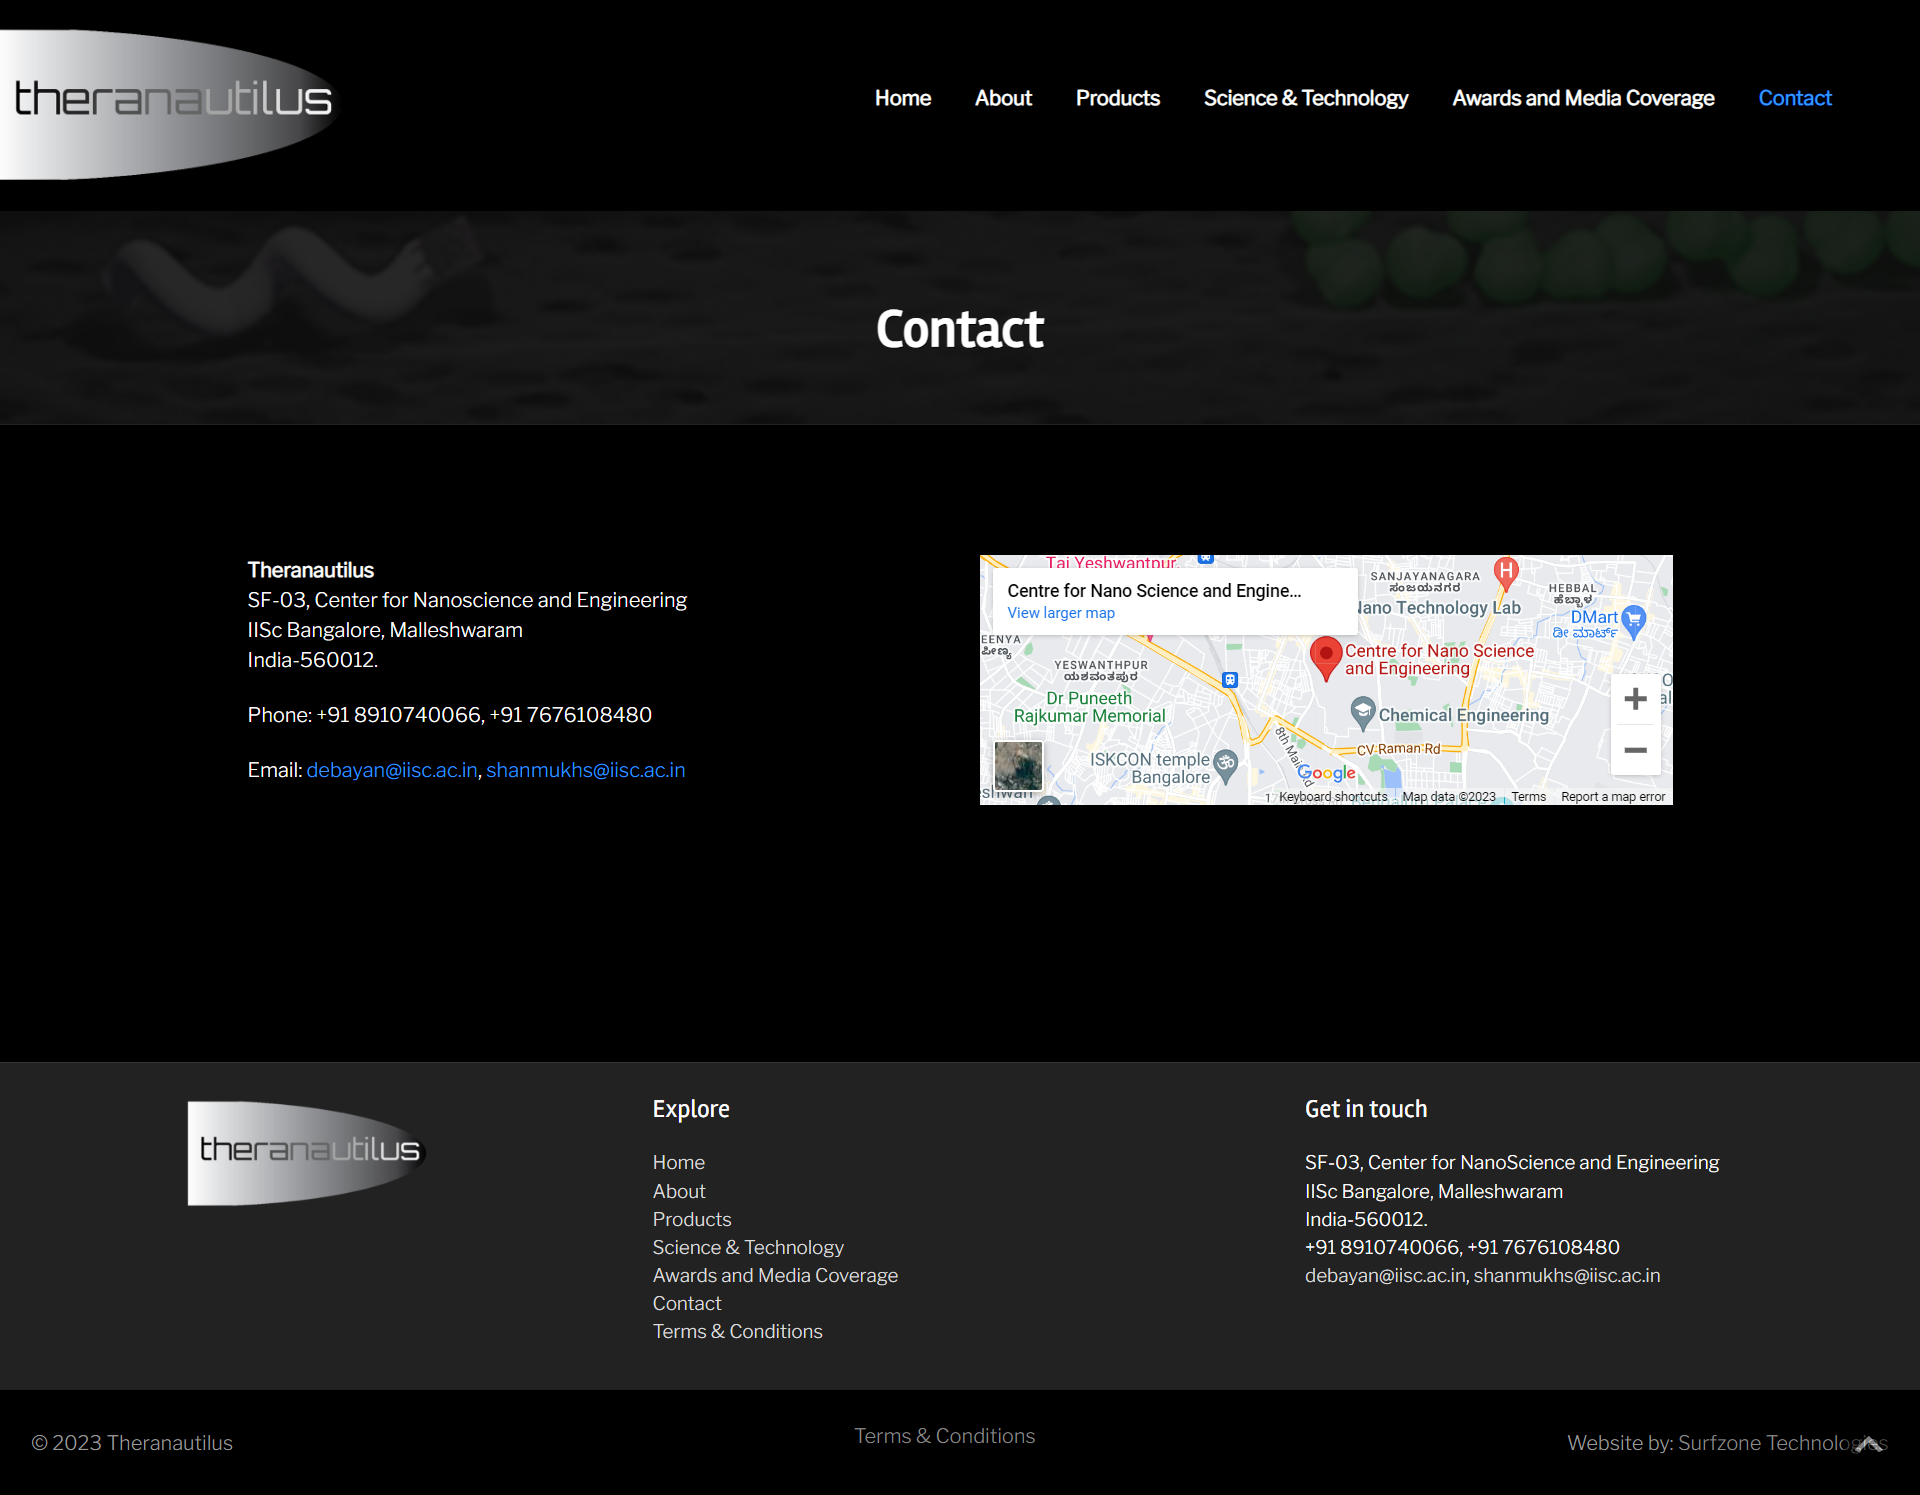 theranautilus
Home About Products Science & Technology Awards and Media Coverage Contact
Contact
Theranautilus
SF-03, Center for Nanoscience and Engineering
IISc Bangalore, Malleshwaram
India-560012.
Phone: +91 8910740066, +91 7676108480
Email: debayan@iisc.ac.in, shanmukhs@iisc.ac.in
Taj Yeshwantpur,
Centre for Nano Science and Engine...
View larger map
SANJAYANAGARA
ಸಂಜಯನಗರ
HEBBAL
ಹೆಬ್ಬಾಳ
Nano Technology Lab
DMart
ಡೀ ಮಾರ್ಟ್
EENYA
ಪೀಣ್ಯ
Centre for Nano Science
and Engineering
YESWANTHPUR
ಯಶವಂತಪುರ
Dr Puneeth
Rajkumar Memorial
Chemical Engineering
CV Raman Rd
8th Main Rd
ISKCON temple
Bangalore
Google
Keyboard shortcuts Map data ©2023 Terms Report a map error
theranautilus
Explore
Home
About
Products
Science & Technology
Awards and Media Coverage
Contact
Terms & Conditions
Get in touch
SF-03, Center for NanoScience and Engineering
IISc Bangalore, Malleshwaram
India-560012.
+91 8910740066, +91 7676108480
debayan@iisc.ac.in, shanmukhs@iisc.ac.in
© 2023 Theranautilus
Terms & Conditions
Website by: Surfzone Technologies